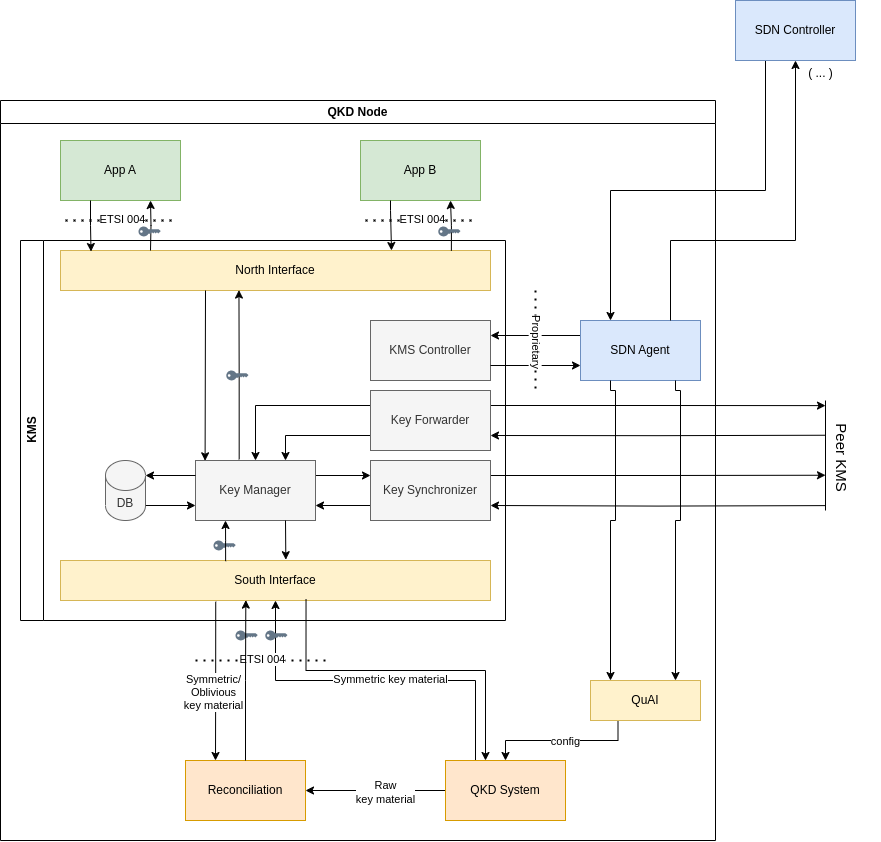 SDN Controller
( ... )
QKD Node
App A
App B
ETSI 004
ETSI 004
North Interface
KMS Controller
Proprietary
SDN Agent
Key Forwarder
KMS
Peer KMS
DB
Key Manager
Key Synchronizer
South Interface
ETSI 004
Symmetric/
Oblivious
key material
Symmetric key material
QuAI
config
Reconciliation
Raw
key material
QKD System